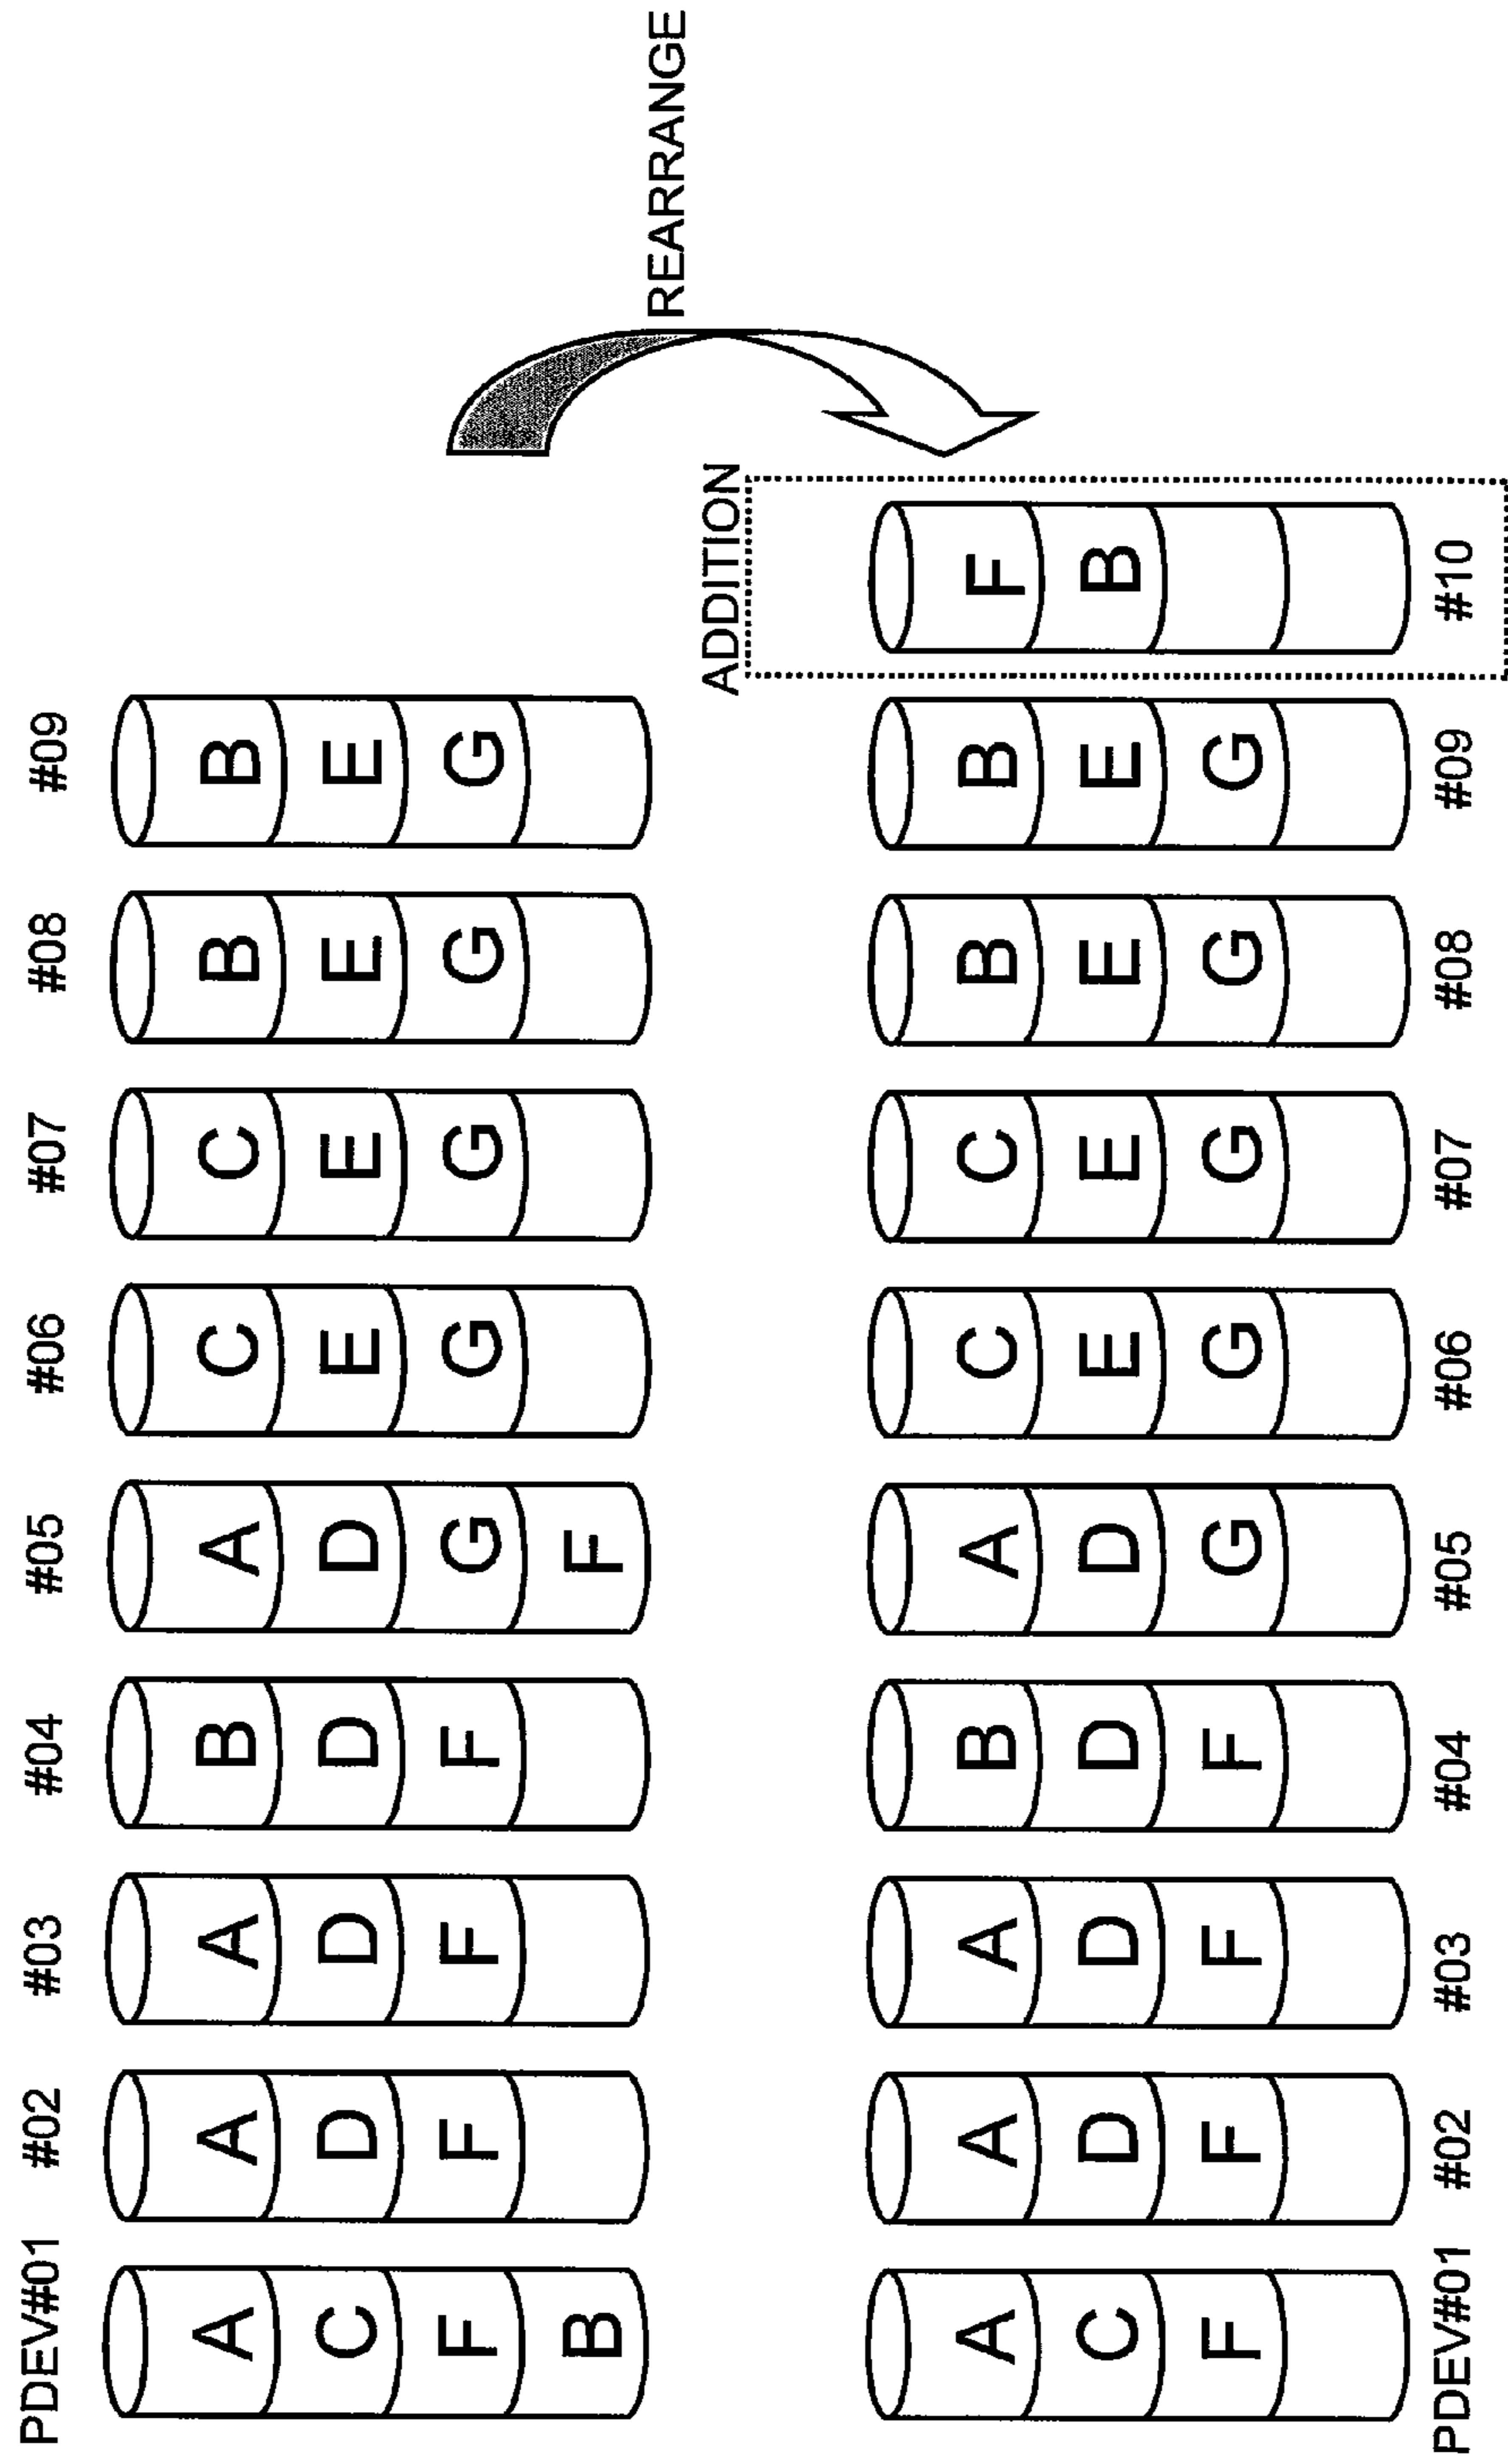 PDEV#01 #02 #03 #04 #05 #06 #07 #08 #09
A A A B A C C B B
C D D D D E E E E
F F F F G G G G G
B F
REARRANGE
ADDITION
A A A B A C C B B F
C D D D D E E E E B
F F F F G G G G G
PDEV#01 #02 #03 #04 #05 #06 #07 #08 #09 #10